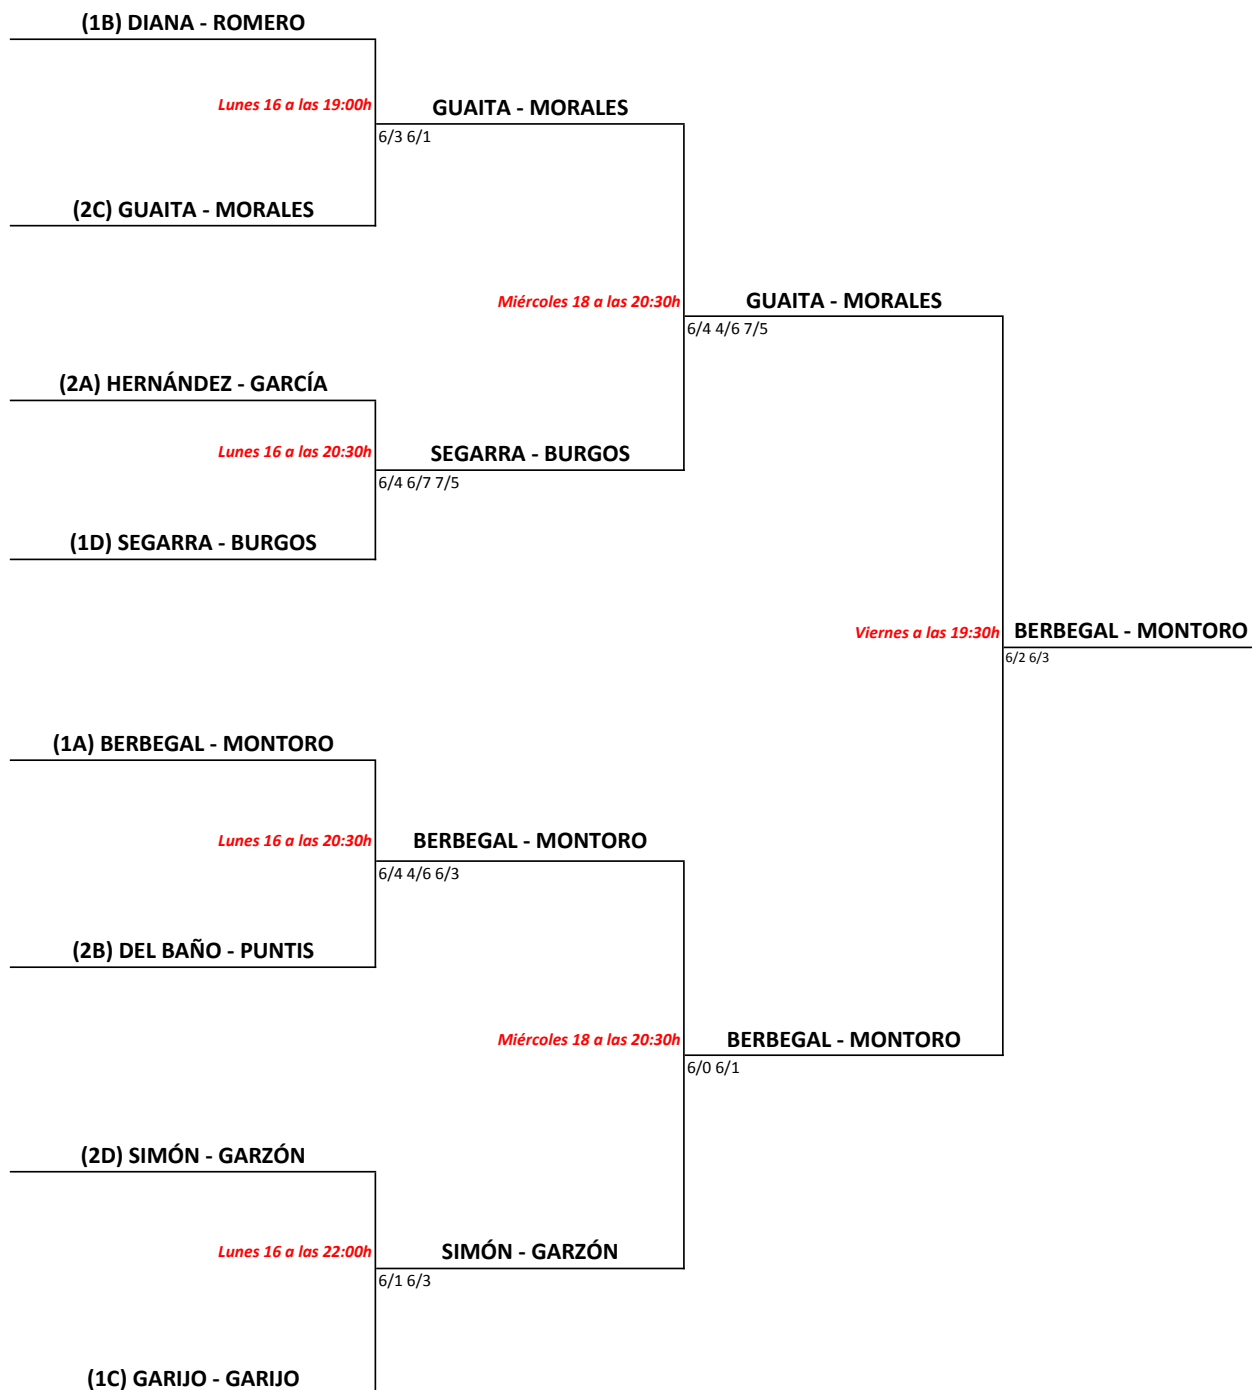 (1B) DIANA - ROMERO
Lunes 16 a las 19:00h
GUAITA - MORALES
6/3 6/1
(2C) GUAITA - MORALES
Miércoles 18 a las 20:30h
GUAITA - MORALES
6/4 4/6 7/5
(2A) HERNÁNDEZ - GARCÍA
Lunes 16 a las 20:30h
SEGARRA - BURGOS
6/4 6/7 7/5
(1D) SEGARRA - BURGOS
Viernes a las 19:30h
BERBEGAL - MONTORO
6/2 6/3
(1A) BERBEGAL - MONTORO
Lunes 16 a las 20:30h
BERBEGAL - MONTORO
6/4 4/6 6/3
(2B) DEL BAÑO - PUNTIS
Miércoles 18 a las 20:30h
BERBEGAL - MONTORO
6/0 6/1
(2D) SIMÓN - GARZÓN
Lunes 16 a las 22:00h
SIMÓN - GARZÓN
6/1 6/3
(1C) GARIJO - GARIJO